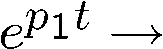 e^{p_1 t} →